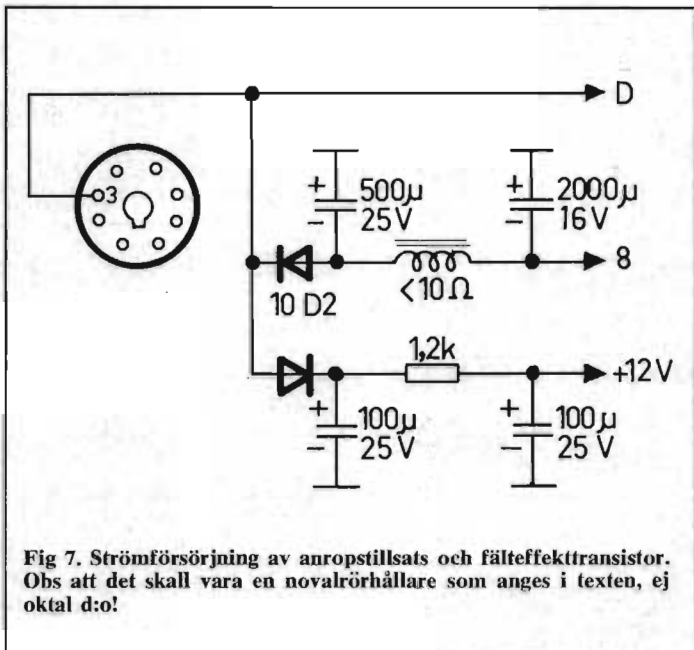 D
3
+ 500µ
- 25V
+ 2000µ
- 16V
10 D2
<10Ω
8
1,2k
+12V
+ 100µ
- 25V
+ 100µ
- 25V
Fig 7. Strömförsörjning av anropstillsats och fälteffekttransistor.
Obs att det skall vara en novalrörhållare som anges i texten, ej
oktal d:o!